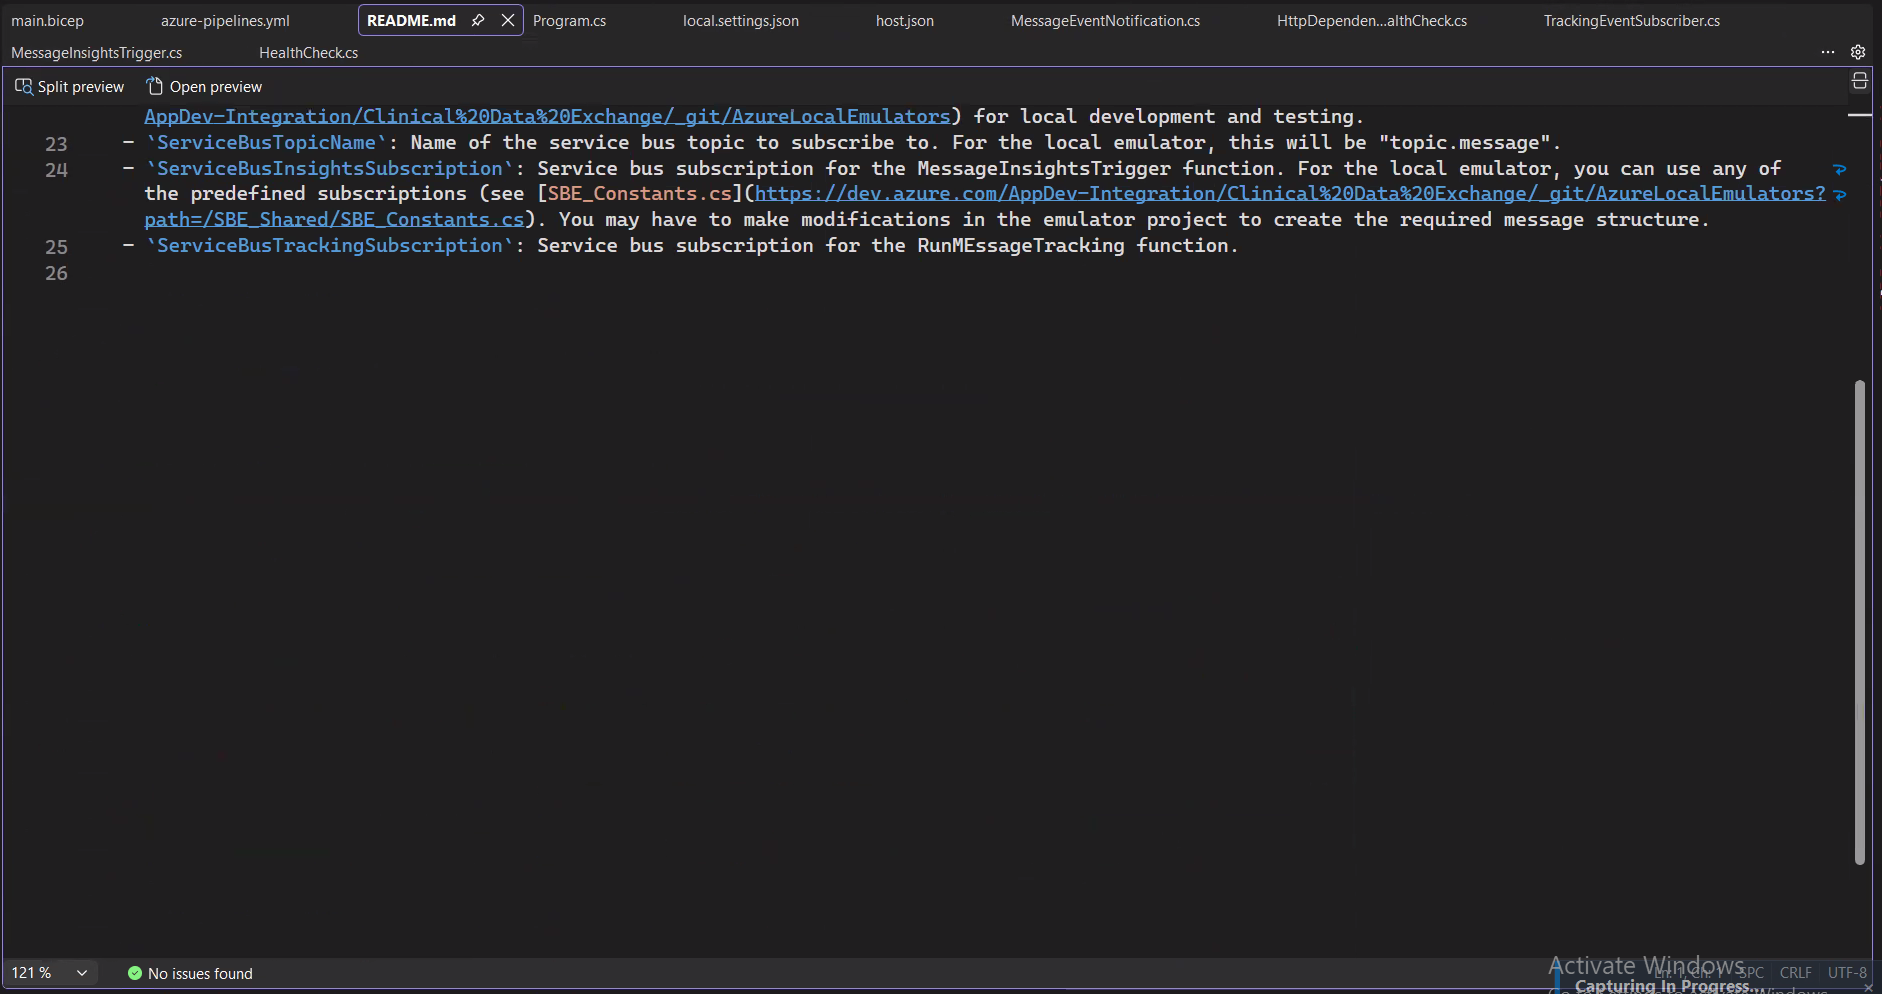 main.bicep azure-pipelines.yml README.md Program.cs local.settings.json host.json MessageEventNotification.cs HttpDependen...althCheck.cs TrackingEventSubscriber.cs
MessageInsightsTrigger.cs HealthCheck.cs
Split preview Open preview
AppDev-Integration/Clinical%20Data%20Exchange/_git/AzureLocalEmulators) for local development and testing.
23 - `ServiceBusTopicName`: Name of the service bus topic to subscribe to. For the local emulator, this will be "topic.message".
24 - `ServiceBusInsightsSubscription`: Service bus subscription for the MessageInsightsTrigger function. For the local emulator, you can use any of
the predefined subscriptions (see [SBE_Constants.cs](https://dev.azure.com/AppDev-Integration/Clinical%20Data%20Exchange/_git/AzureLocalEmulators?
path=/SBE_Shared/SBE_Constants.cs). You may have to make modifications in the emulator project to create the required message structure.
25 - `ServiceBusTrackingSubscription`: Service bus subscription for the RunMEssageTracking function.
26
121 % No issues found
Activate Windows
Ln: 1, Ch: 1 SPC CRLF UTF-8
Capturing In Progress...